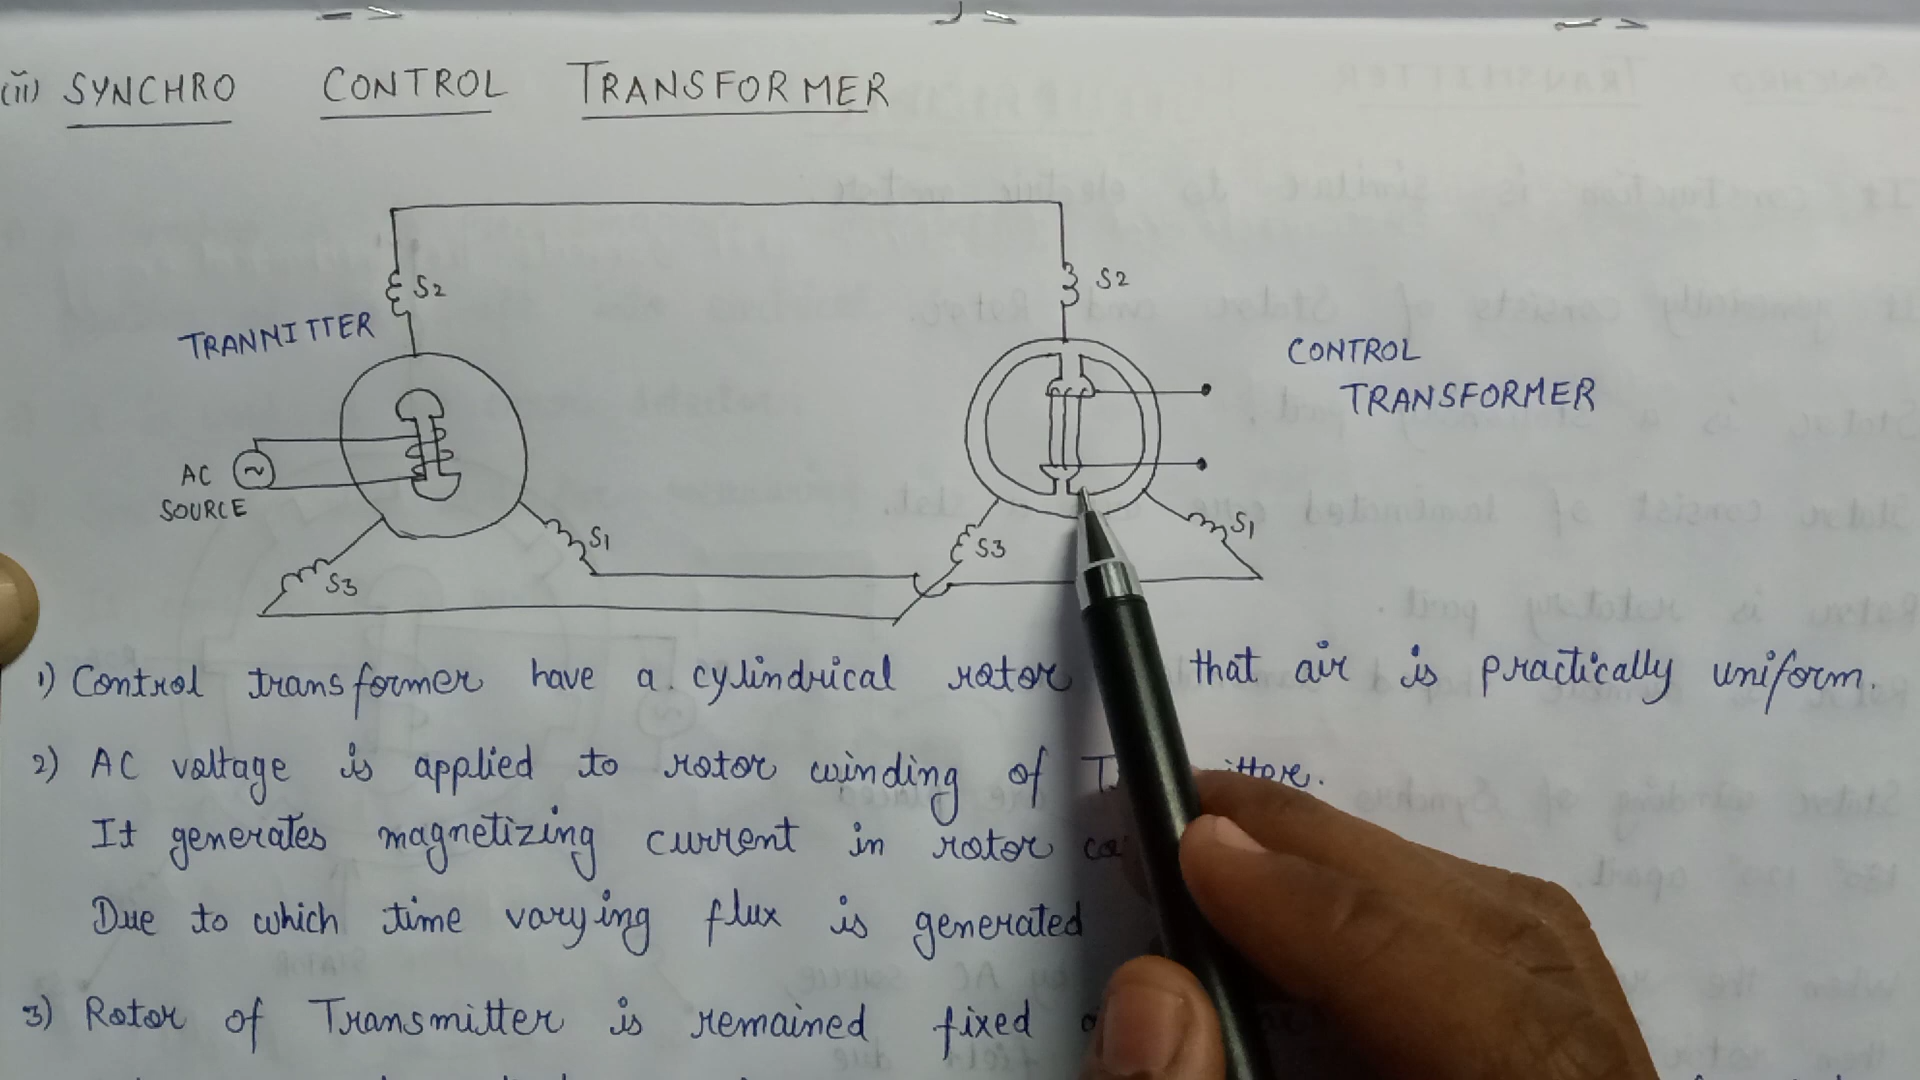 (ii) SYNCHRO CONTROL TRANSFORMER
S2
S2
TRANNITTER
CONTROL
TRANSFORMER
AC
SOURCE
S1
S3
S3
S1
1) Control transformer have a cylindrical rotor that air is practically uniform.
2) AC voltage is applied to rotor winding of
It generates magnetizing current in rotor
Due to which time varying flux is generated
3) Rotor of Transmitter is remained fixed